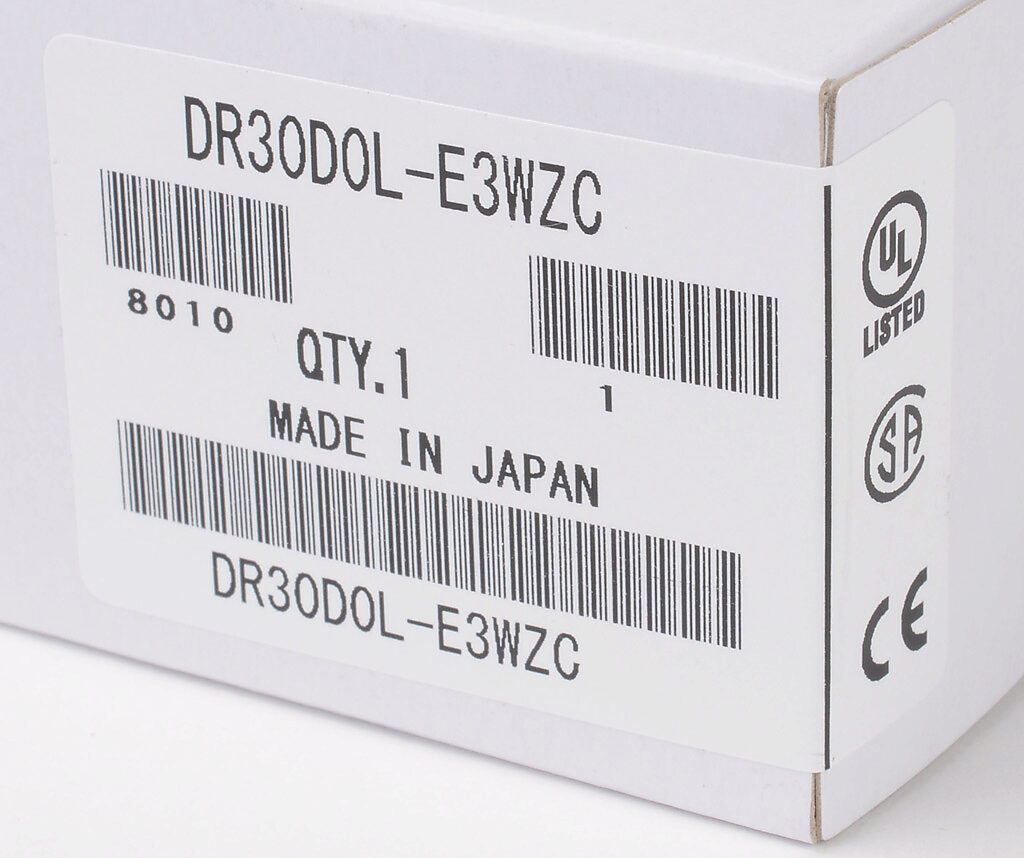 DR30D0L-E3WZC
8010
QTY.1
1
MADE IN JAPAN
DR30D0L-E3WZC
UL
LISTED
SA
CE